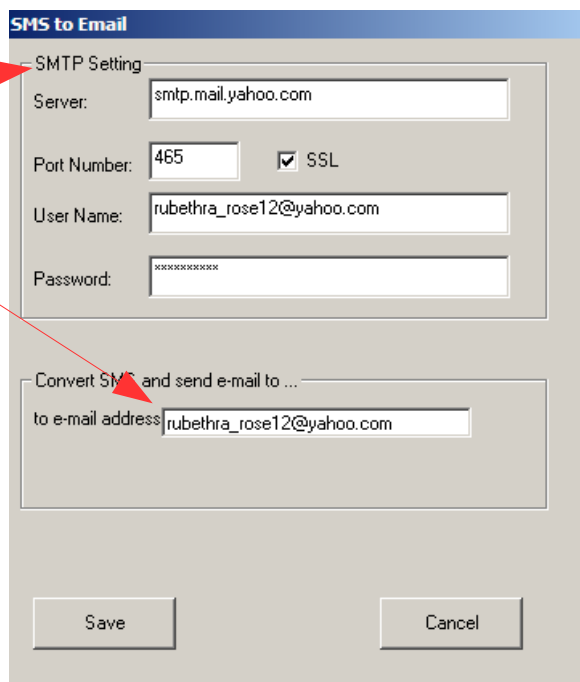 SMS to Email
SMTP Setting
Server: smtp.mail.yahoo.com
Port Number: 465 SSL
User Name: rubethra_rose12@yahoo.com
Password: **********
Convert SMS and send e-mail to ...
to e-mail address rubethra_rose12@yahoo.com
Save Cancel